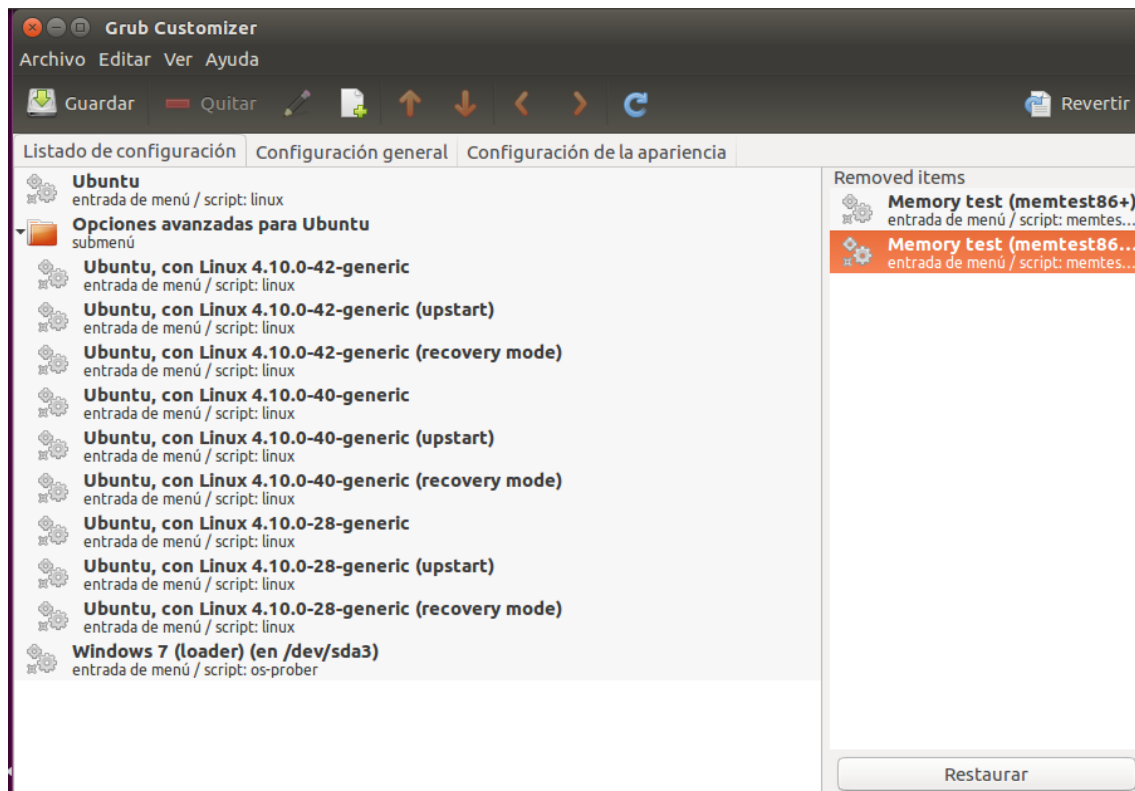 Grub Customizer
Archivo Editar Ver Ayuda
Guardar Quitar Revertir
Listado de configuración Configuración general Configuración de la apariencia
Ubuntu
entrada de menú / script: linux
Opciones avanzadas para Ubuntu
submenú
Ubuntu, con Linux 4.10.0-42-generic
entrada de menú / script: linux
Ubuntu, con Linux 4.10.0-42-generic (upstart)
entrada de menú / script: linux
Ubuntu, con Linux 4.10.0-42-generic (recovery mode)
entrada de menú / script: linux
Ubuntu, con Linux 4.10.0-40-generic
entrada de menú / script: linux
Ubuntu, con Linux 4.10.0-40-generic (upstart)
entrada de menú / script: linux
Ubuntu, con Linux 4.10.0-40-generic (recovery mode)
entrada de menú / script: linux
Ubuntu, con Linux 4.10.0-28-generic
entrada de menú / script: linux
Ubuntu, con Linux 4.10.0-28-generic (upstart)
entrada de menú / script: linux
Ubuntu, con Linux 4.10.0-28-generic (recovery mode)
entrada de menú / script: linux
Windows 7 (loader) (en /dev/sda3)
entrada de menú / script: os-prober
Removed items
Memory test (memtest86+)
entrada de menú / script: memtes...
Memory test (memtest86...
entrada de menú / script: memtes...
Restaurar